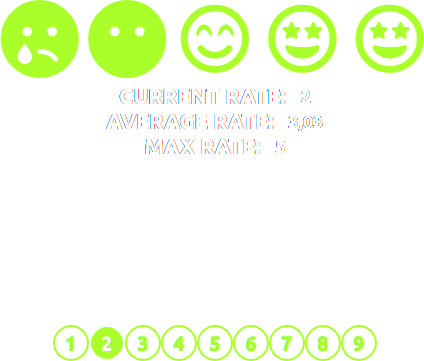 CURRENT RATE: 2
AVERAGE RATE: 3,03
MAX RATE: 5
1 2 3 4 5 6 7 8 9